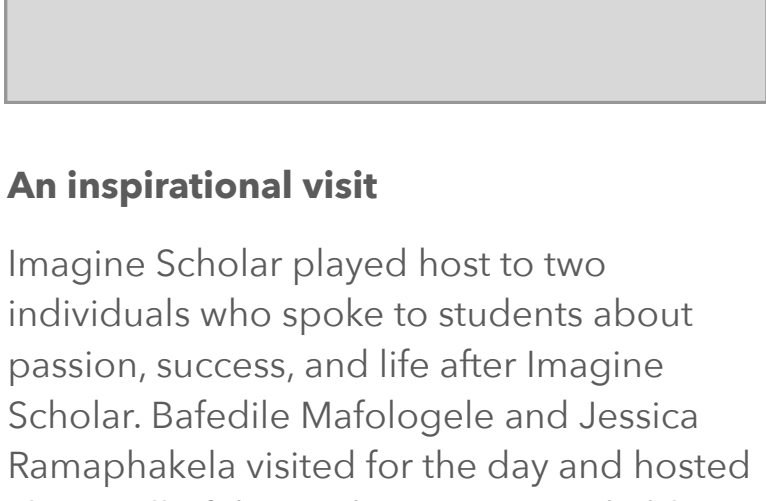 An inspirational visit
Imagine Scholar played host to two
individuals who spoke to students about
passion, success, and life after Imagine
Scholar. Bafedile Mafologele and Jessica
Ramaphakela visited for the day and hosted